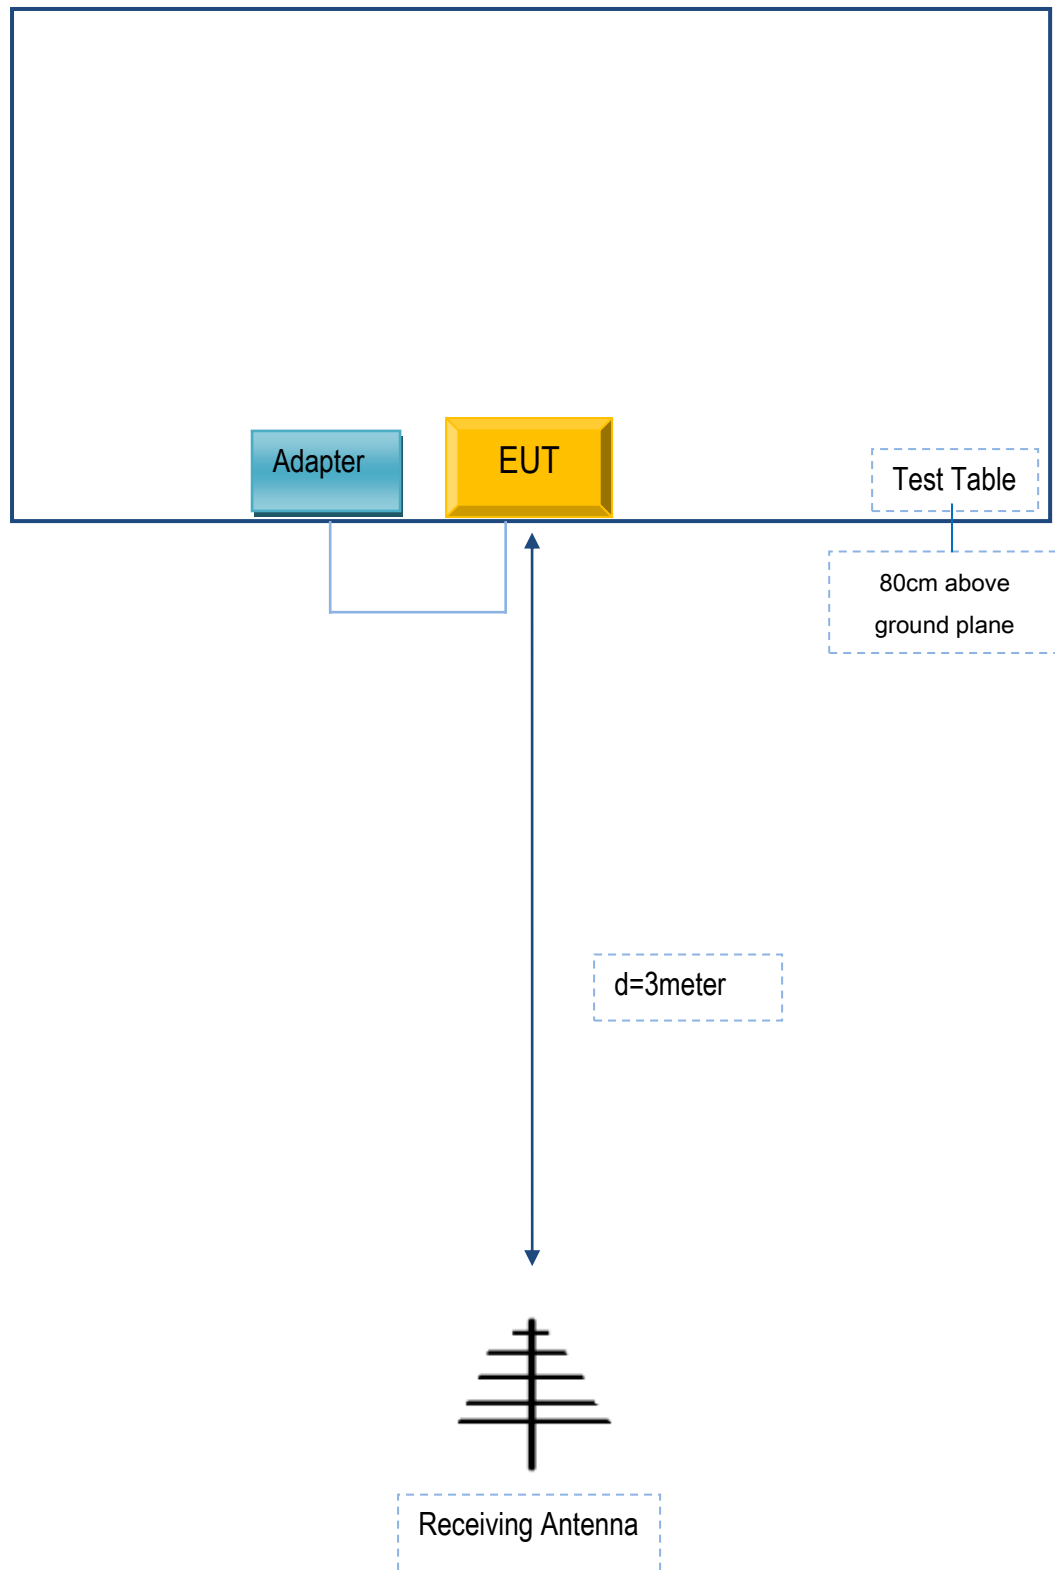 Adapter
EUT
Test Table
80cm above
ground plane
d=3meter
Receiving Antenna